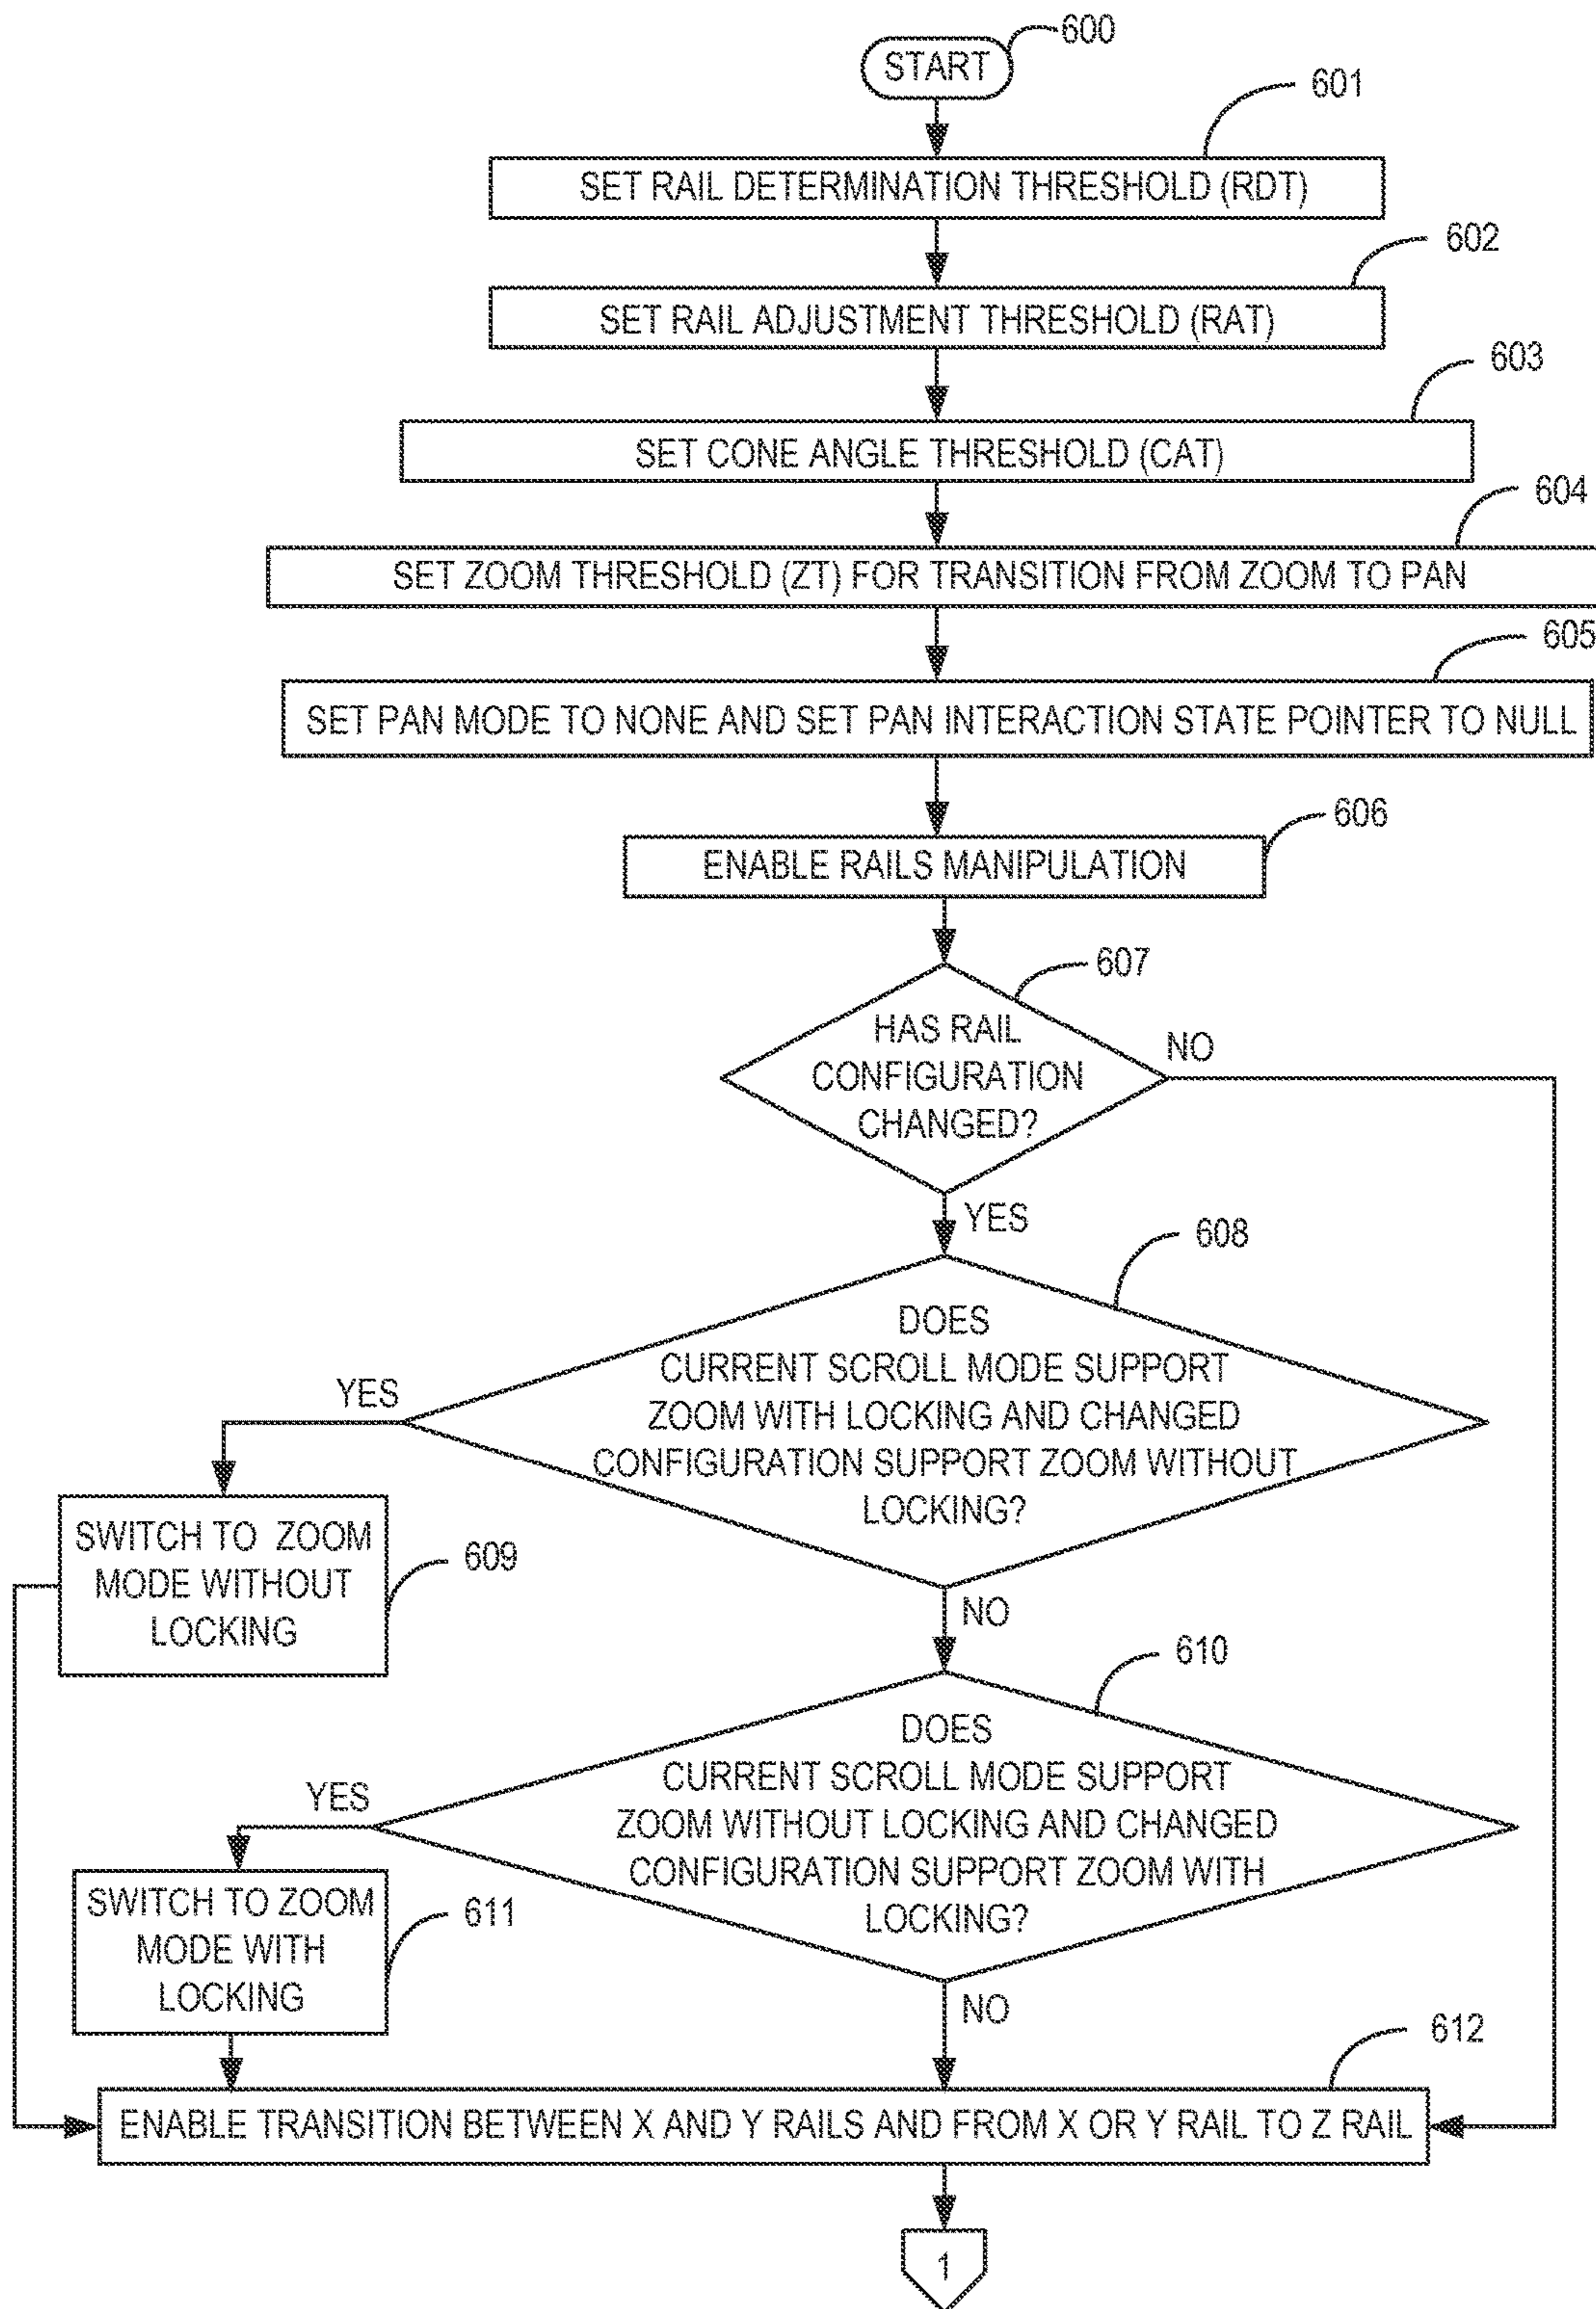 START
600
601
SET RAIL DETERMINATION THRESHOLD (RDT)
602
SET RAIL ADJUSTMENT THRESHOLD (RAT)
603
SET CONE ANGLE THRESHOLD (CAT)
604
SET ZOOM THRESHOLD (ZT) FOR TRANSITION FROM ZOOM TO PAN
605
SET PAN MODE TO NONE AND SET PAN INTERACTION STATE POINTER TO NULL
606
ENABLE RAILS MANIPULATION
607
HAS RAIL
CONFIGURATION
CHANGED?
NO
YES
608
DOES
CURRENT SCROLL MODE SUPPORT
ZOOM WITH LOCKING AND CHANGED
CONFIGURATION SUPPORT ZOOM WITHOUT
LOCKING?
YES
SWITCH TO ZOOM
MODE WITHOUT
LOCKING
609
NO
610
DOES
CURRENT SCROLL MODE SUPPORT
ZOOM WITHOUT LOCKING AND CHANGED
CONFIGURATION SUPPORT ZOOM WITH
LOCKING?
YES
SWITCH TO ZOOM
MODE WITH
LOCKING
611
NO
612
ENABLE TRANSITION BETWEEN X AND Y RAILS AND FROM X OR Y RAIL TO Z RAIL
1